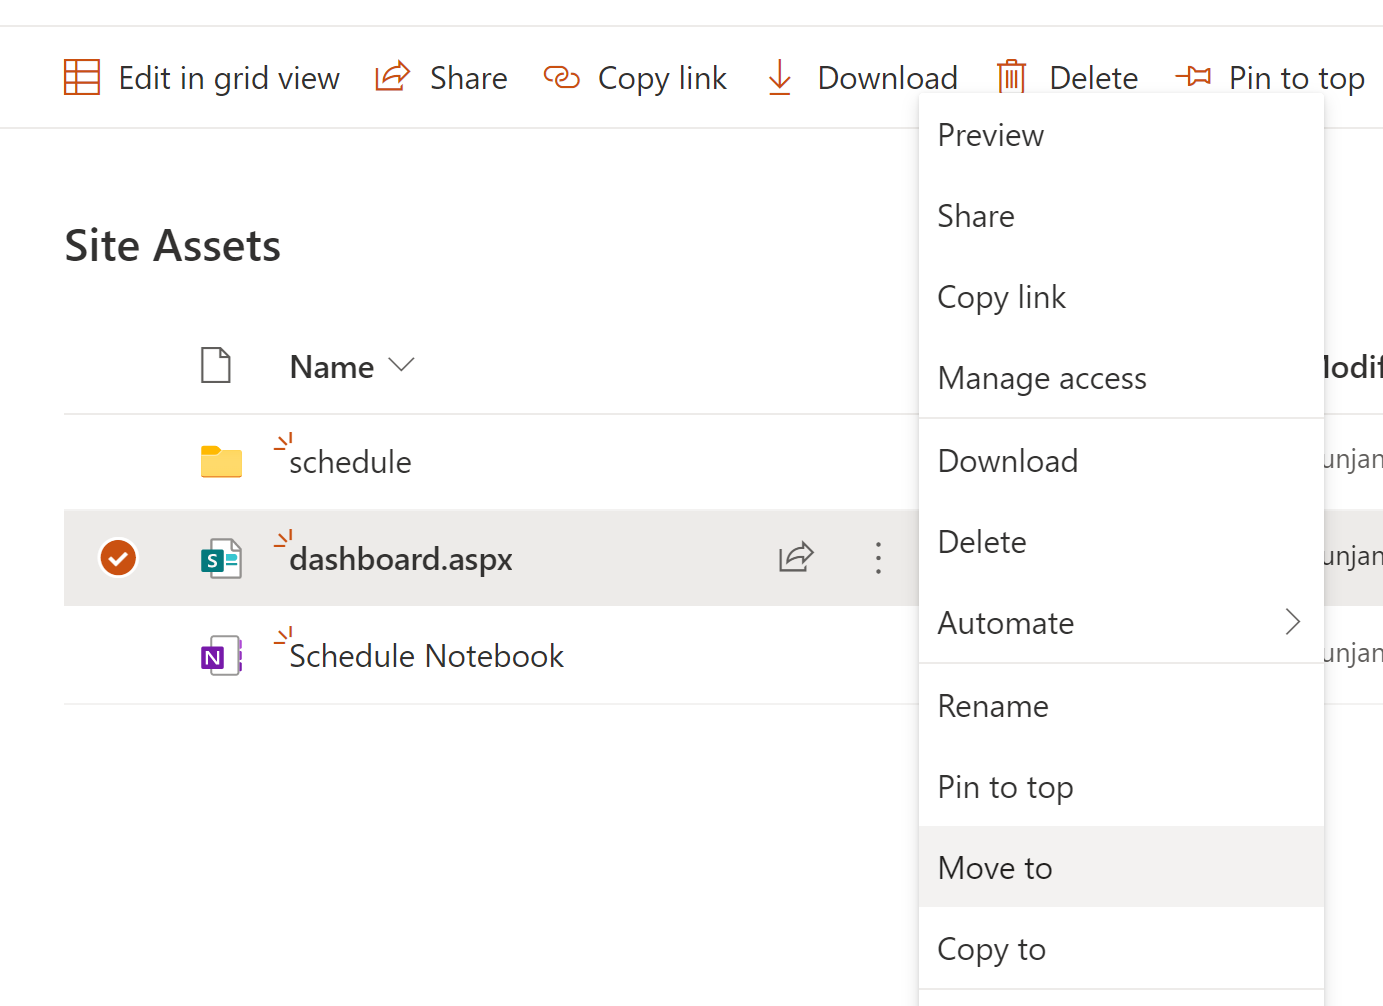 Edit in grid view Share Copy link Download Delete Pin to top
Preview
Share
Site Assets
Copy link
Name
Manage access
schedule
Download
Delete
S dashboard.aspx
Automate
N Schedule Notebook
Rename
Pin to top
Move to
Copy to